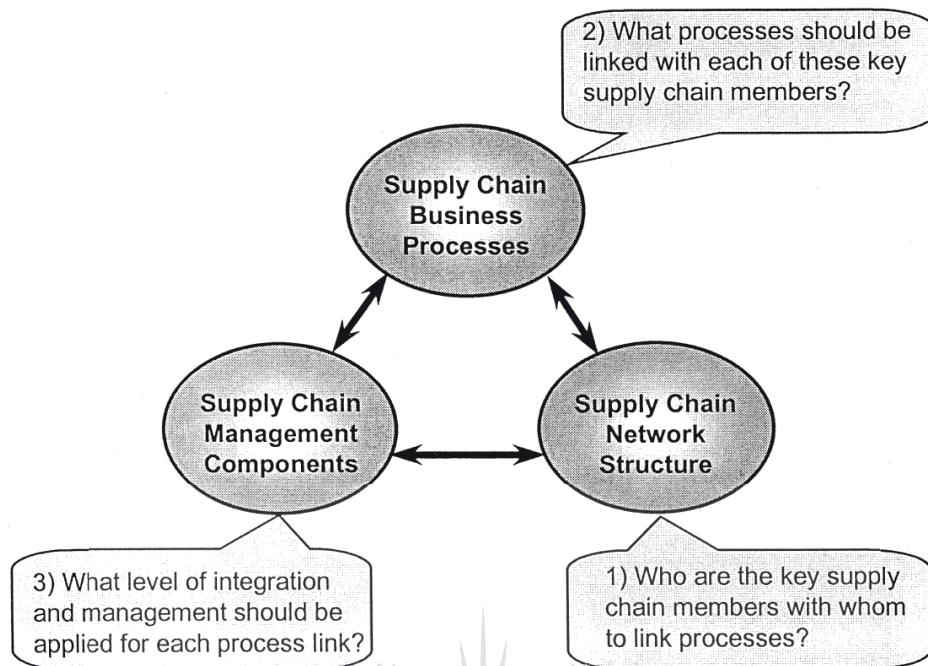 2) What processes should be
linked with each of these key
supply chain members?
Supply Chain
Business
Processes
Supply Chain
Management
Components
Supply Chain
Network
Structure
3) What level of integration
and management should be
applied for each process link?
1) Who are the key supply
chain members with whom
to link processes?